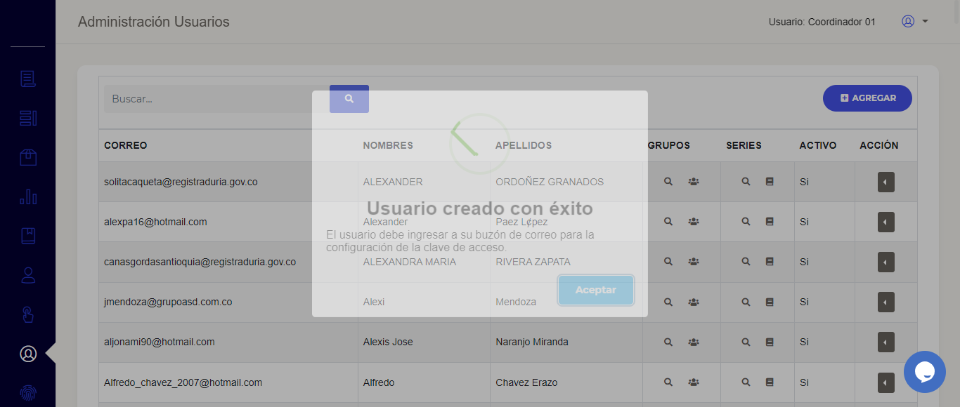 Administración Usuarios
Usuario: Coordinador 01
Buscar...
AGREGAR
CORREO NOMBRES APELLIDOS GRUPOS SERIES ACTIVO ACCIÓN
solitacaqueta@registraduria.gov.co ALEXANDER ORDOÑEZ GRANADOS Si
Usuario creado con éxito
alexpa16@hotmail.com Alexander Paez L¢pez Si
El usuario debe ingresar a su buzón de correo para la
configuración de la clave de acceso.
canasgordasantioquia@registraduria.gov.co ALEXANDRA MARIA RIVERA ZAPATA Si
jmendoza@grupoasd.com.co Alexi Mendoza Si
Aceptar
aljonami90@hotmail.com Alexis Jose Naranjo Miranda Si
Alfredo_chavez_2007@hotmail.com Alfredo Chavez Erazo Si